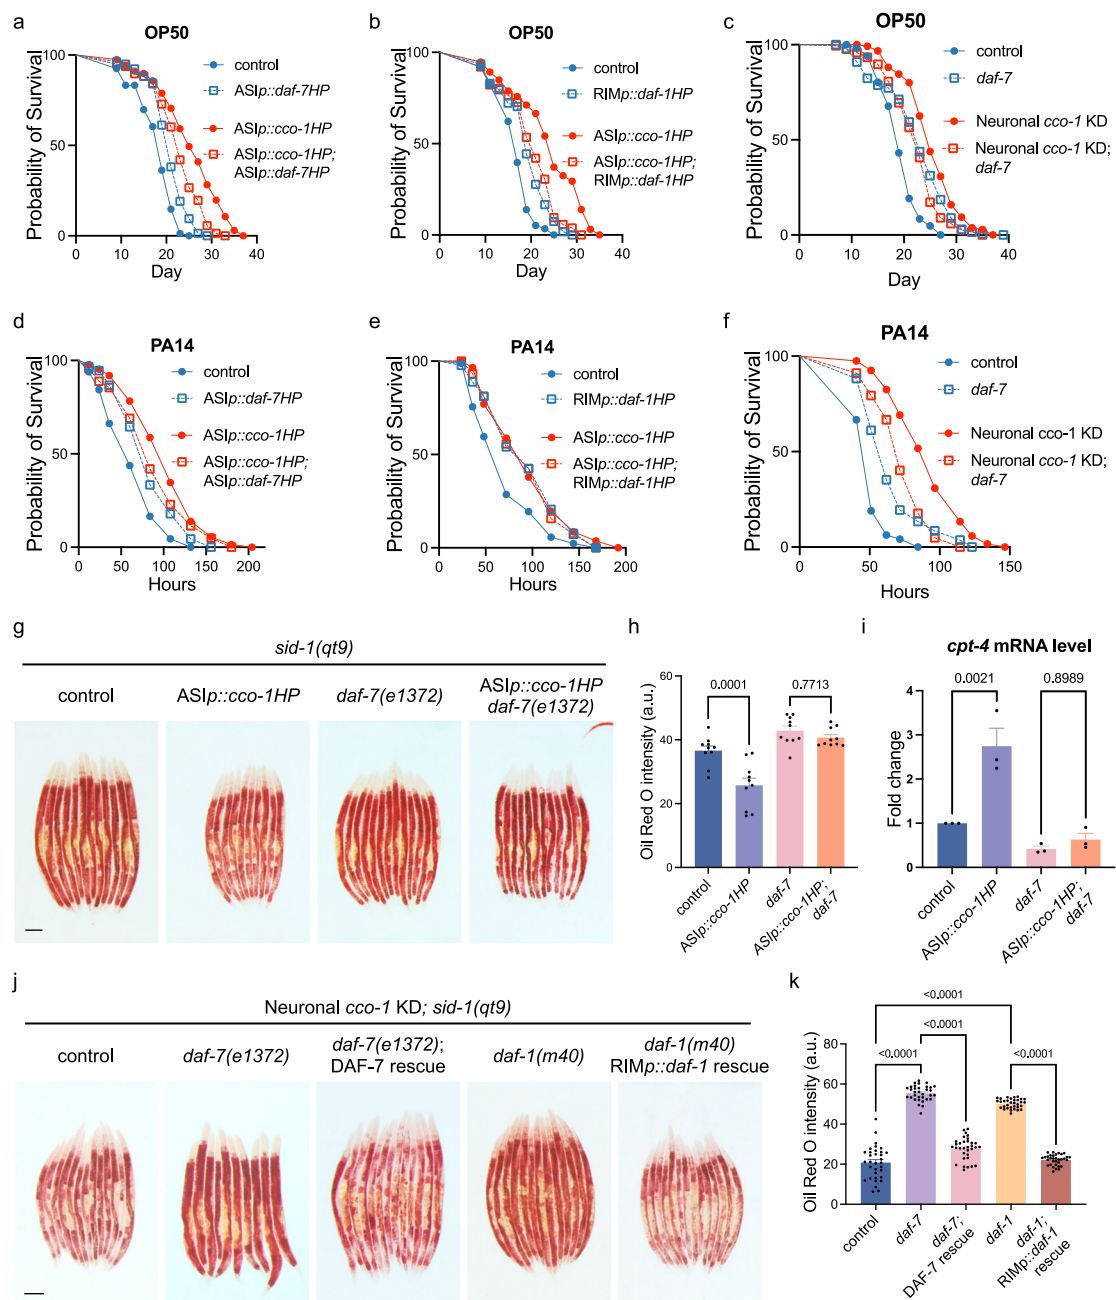 a
OP50
Probability of Survival
100
50
0
0
10
20
30
40
Day
control
ASIp::daf-7HP
ASIp::cco-1HP
ASIp::cco-1HP;
ASIp::daf-7HP
b
OP50
Probability of Survival
100
50
0
0
10
20
30
40
Day
control
RIMp::daf-1HP
ASIp::cco-1HP
ASIp::cco-1HP;
RIMp::daf-1HP
c
OP50
Probability of Survival
100
50
0
0
10
20
30
40
Day
control
daf-7
Neuronal cco-1 KD
Neuronal cco-1 KD;
daf-7
d
PA14
Probability of Survival
100
50
0
0
50
100
150
200
Hours
control
ASIp::daf-7HP
ASIp::cco-1HP
ASIp::cco-1HP;
ASIp::daf-7HP
e
PA14
Probability of Survival
100
50
0
0
50
100
150
200
Hours
control
RIMp::daf-1HP
ASIp::cco-1HP
ASIp::cco-1HP;
RIMp::daf-1HP
f
PA14
Probability of Survival
100
50
0
0
50
100
150
Hours
control
daf-7
Neuronal cco-1 KD
Neuronal cco-1 KD;
daf-7
g
sid-1(qt9)
control
ASIp::cco-1HP
daf-7(e1372)
ASIp::cco-1HP
daf-7(e1372)
h
Oil Red O intensity (a.u.)
60
40
20
0
0.0001
0.7713
control
ASIp::cco-1HP
daf-7
ASIp::cco-1HP;
daf-7
i
cpt-4 mRNA level
Fold change
4
2
1
0
0.0021
0.8989
control
ASIp::cco-1HP
daf-7
ASIp::cco-1HP;
daf-7
j
Neuronal cco-1 KD; sid-1(qt9)
control
daf-7(e1372)
daf-7(e1372);
DAF-7 rescue
daf-1(m40)
daf-1(m40)
RIMp::daf-1 rescue
k
Oil Red O intensity (a.u.)
80
60
40
20
0
<0.0001
<0.0001
<0.0001
<0.0001
control
daf-7
daf-7;
DAF-7 rescue
daf-1
daf-1;
RIMp::daf-1
rescue